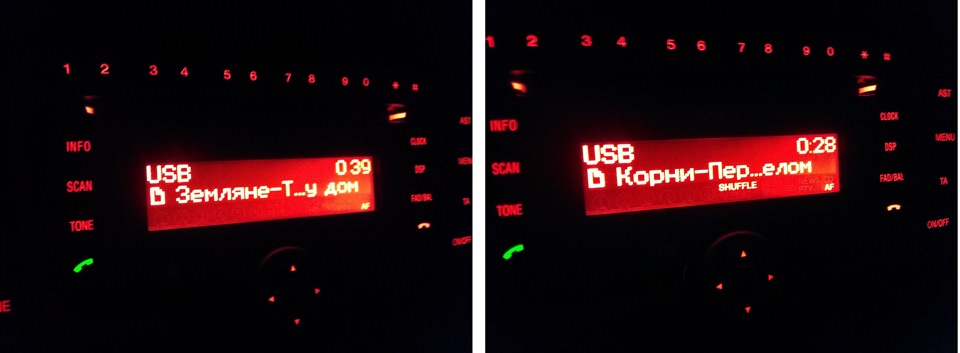 1 2 3 4 5 6 7 8 9 0 * #
INFO
SCAN
TONE
USB 0:39
Земляне-Т...у дом
AF
AST
CLOCK
MENU
DSP
FAD/BAL
TA
ON/OFF
1 2 3 4 5 6 7 8 9 0 * #
INFO
SCAN
TONE
USB 0:28
Корни-Пер...елом
SHUFFLE
AF
AST
CLOCK
MENU
DSP
FAD/BAL
TA
ON/OFF